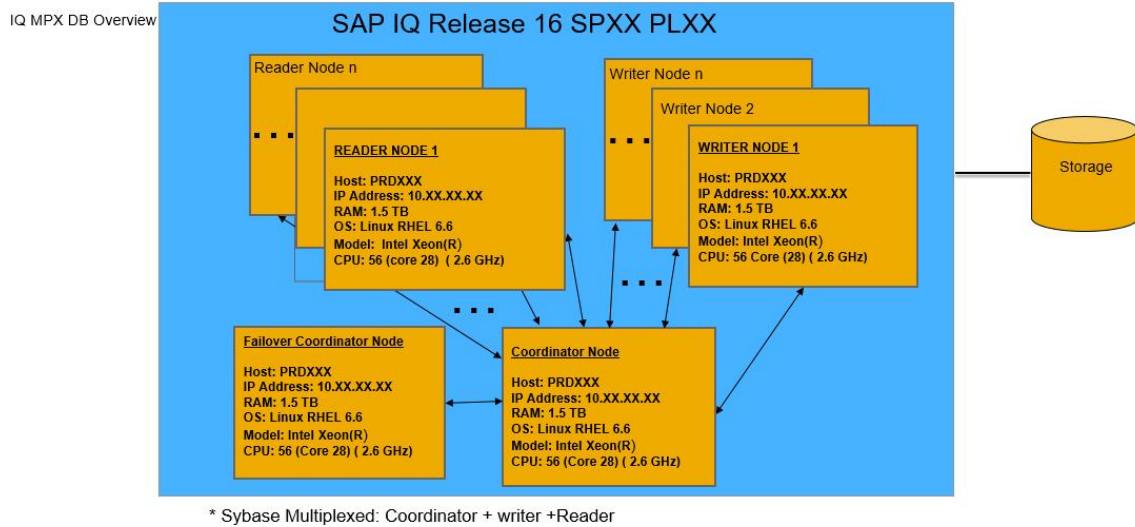 IQ MPX DB Overview
SAP IQ Release 16 SPXX PLXX
Reader Node n
. . .
READER NODE 1
Host: PRDXXX
IP Address: 10.XX.XX.XX
RAM: 1.5 TB
OS: Linux RHEL 6.6
Model: Intel Xeon(R)
CPU: 56 (core 28) ( 2.6 GHz)
Writer Node n
. . .
Writer Node 2
WRITER NODE 1
Host: PRDXXX
IP Address: 10.XX.XX.XX
RAM: 1.5 TB
OS: Linux RHEL 6.6
Model: Intel Xeon(R)
CPU: 56 Core (28) ( 2.6 GHz)
Storage
. . .
. . .
Failover Coordinator Node
Host: PRDXXX
IP Address: 10.XX.XX.XX
RAM: 1.5 TB
OS: Linux RHEL 6.6
Model: Intel Xeon(R)
CPU: 56 (Core 28) ( 2.6 GHz)
Coordinator Node
Host: PRDXXX
IP Address: 10.XX.XX.XX
RAM: 1.5 TB
OS: Linux RHEL 6.6
Model: Intel Xeon(R)
CPU: 56 (Core 28) ( 2.6 GHz)
* Sybase Multiplexed: Coordinator + writer +Reader